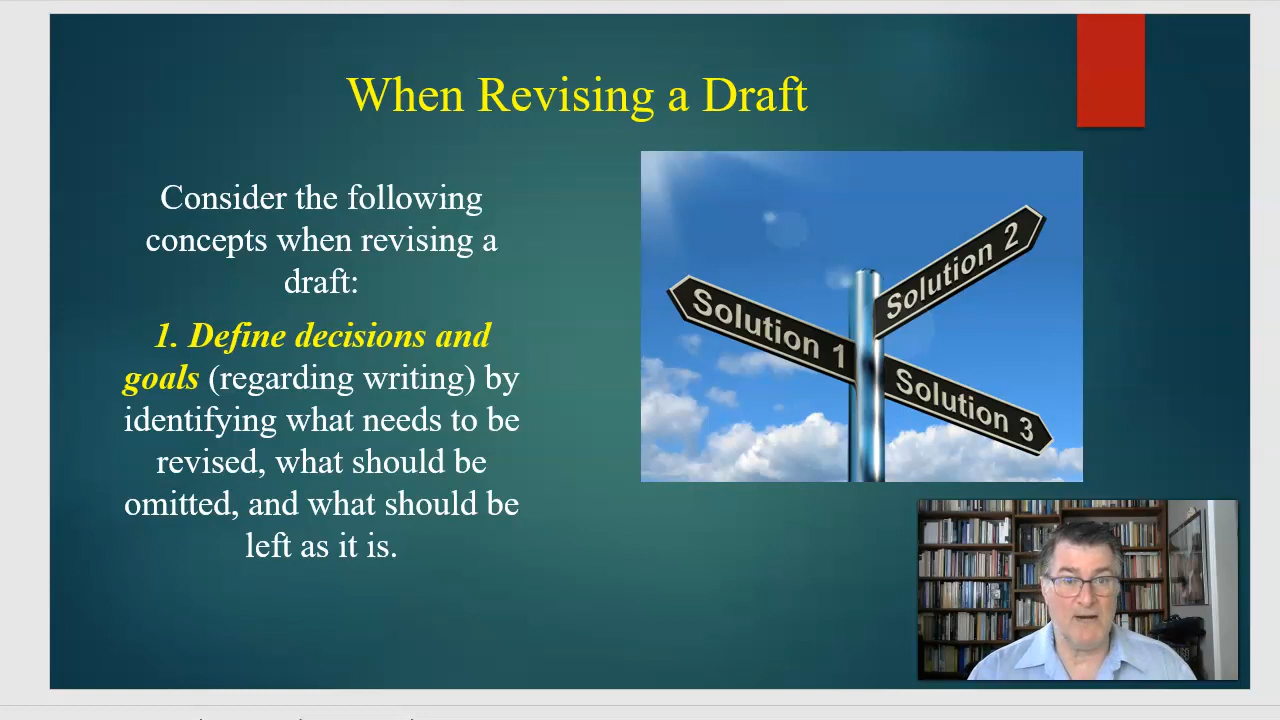 When Revising a Draft
Consider the following
concepts when revising a
draft:
1. Define decisions and
goals (regarding writing) by
identifying what needs to be
revised, what should be
omitted, and what should be
left as it is.
Solution 2
Solution 1
Solution 3